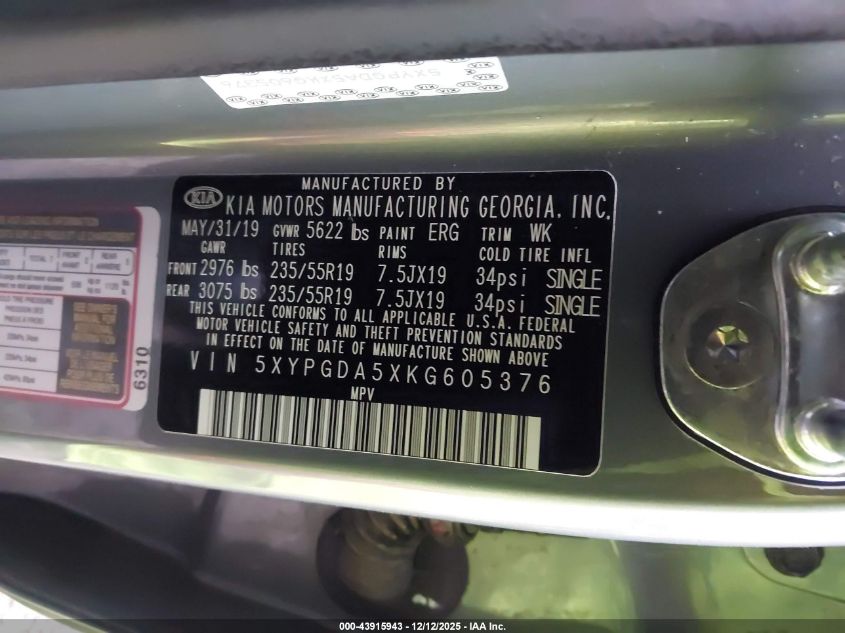 5XYPGDA5XKG605376
KIA
MANUFACTURED BY
KIA MOTORS MANUFACTURING GEORGIA, INC.
MAY/31/19 GVWR 5622 lbs PAINT ERG TRIM WK
GAWR TIRES RIMS COLD TIRE INFL
FRONT 2976 lbs 235/55R19 7.5JX19 34psi SINGLE
REAR 3075 lbs 235/55R19 7.5JX19 34psi SINGLE
THIS VEHICLE CONFORMS TO ALL APPLICABLE U.S.A. FEDERAL
MOTOR VEHICLE SAFETY AND THEFT PREVENTION STANDARDS
IN EFFECT ON THE DATE OF MANUFACTURE SHOWN ABOVE.
VIN 5XYPGDA5XKG605376
MPV
6310
000-43915943 - 12/12/2025 - IAA Inc.